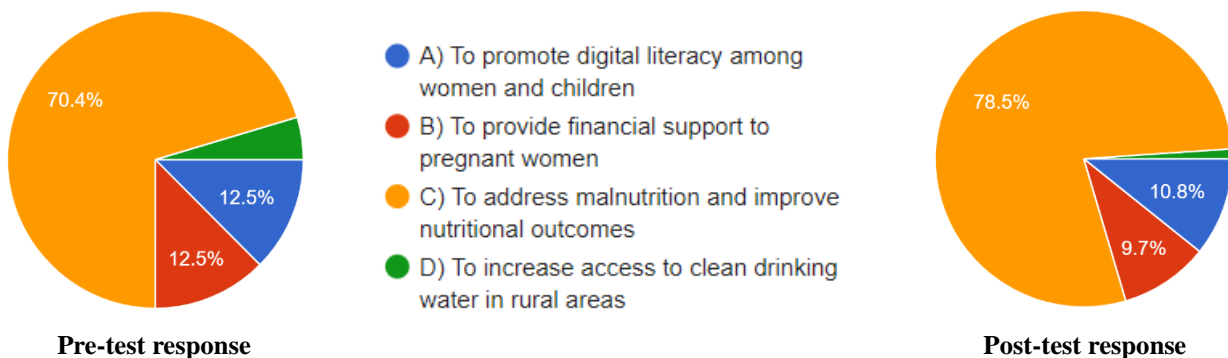 70.4%
12.5%
12.5%
Pre-test response
A) To promote digital literacy among
women and children
B) To provide financial support to
pregnant women
C) To address malnutrition and improve
nutritional outcomes
D) To increase access to clean drinking
water in rural areas
78.5%
10.8%
9.7%
Post-test response